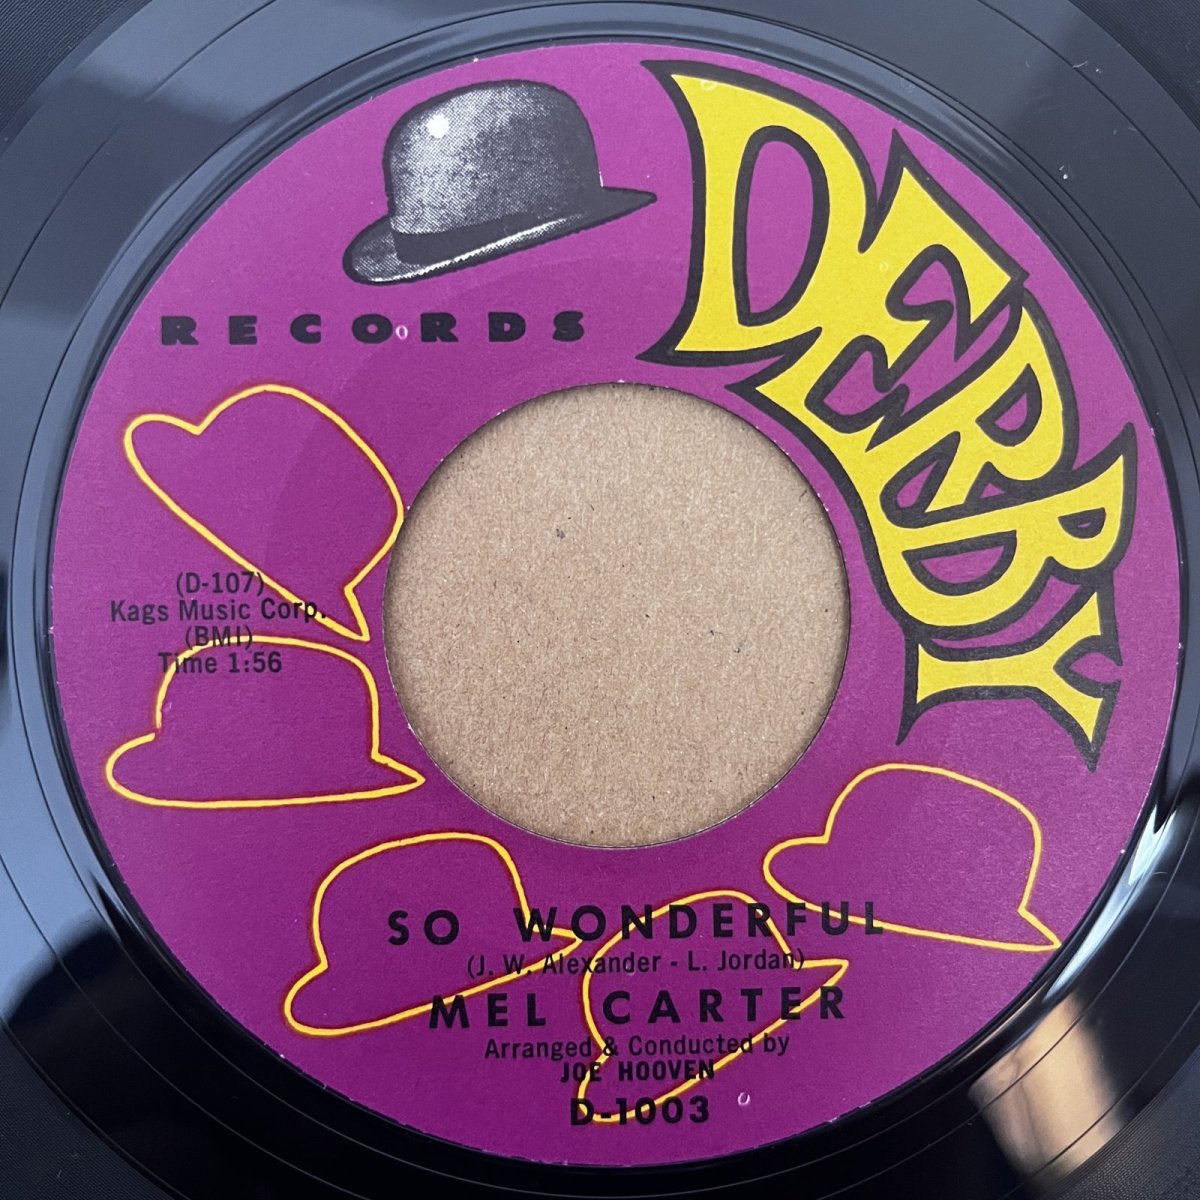 DERBY
RECORDS
(D-107)
Kags Music Corp.
(BMI)
Time 1:56
SO WONDERFUL
(J. W. Alexander - L. Jordan)
MEL CARTER
Arranged & Conducted by
JOE HOOVEN
D-1003